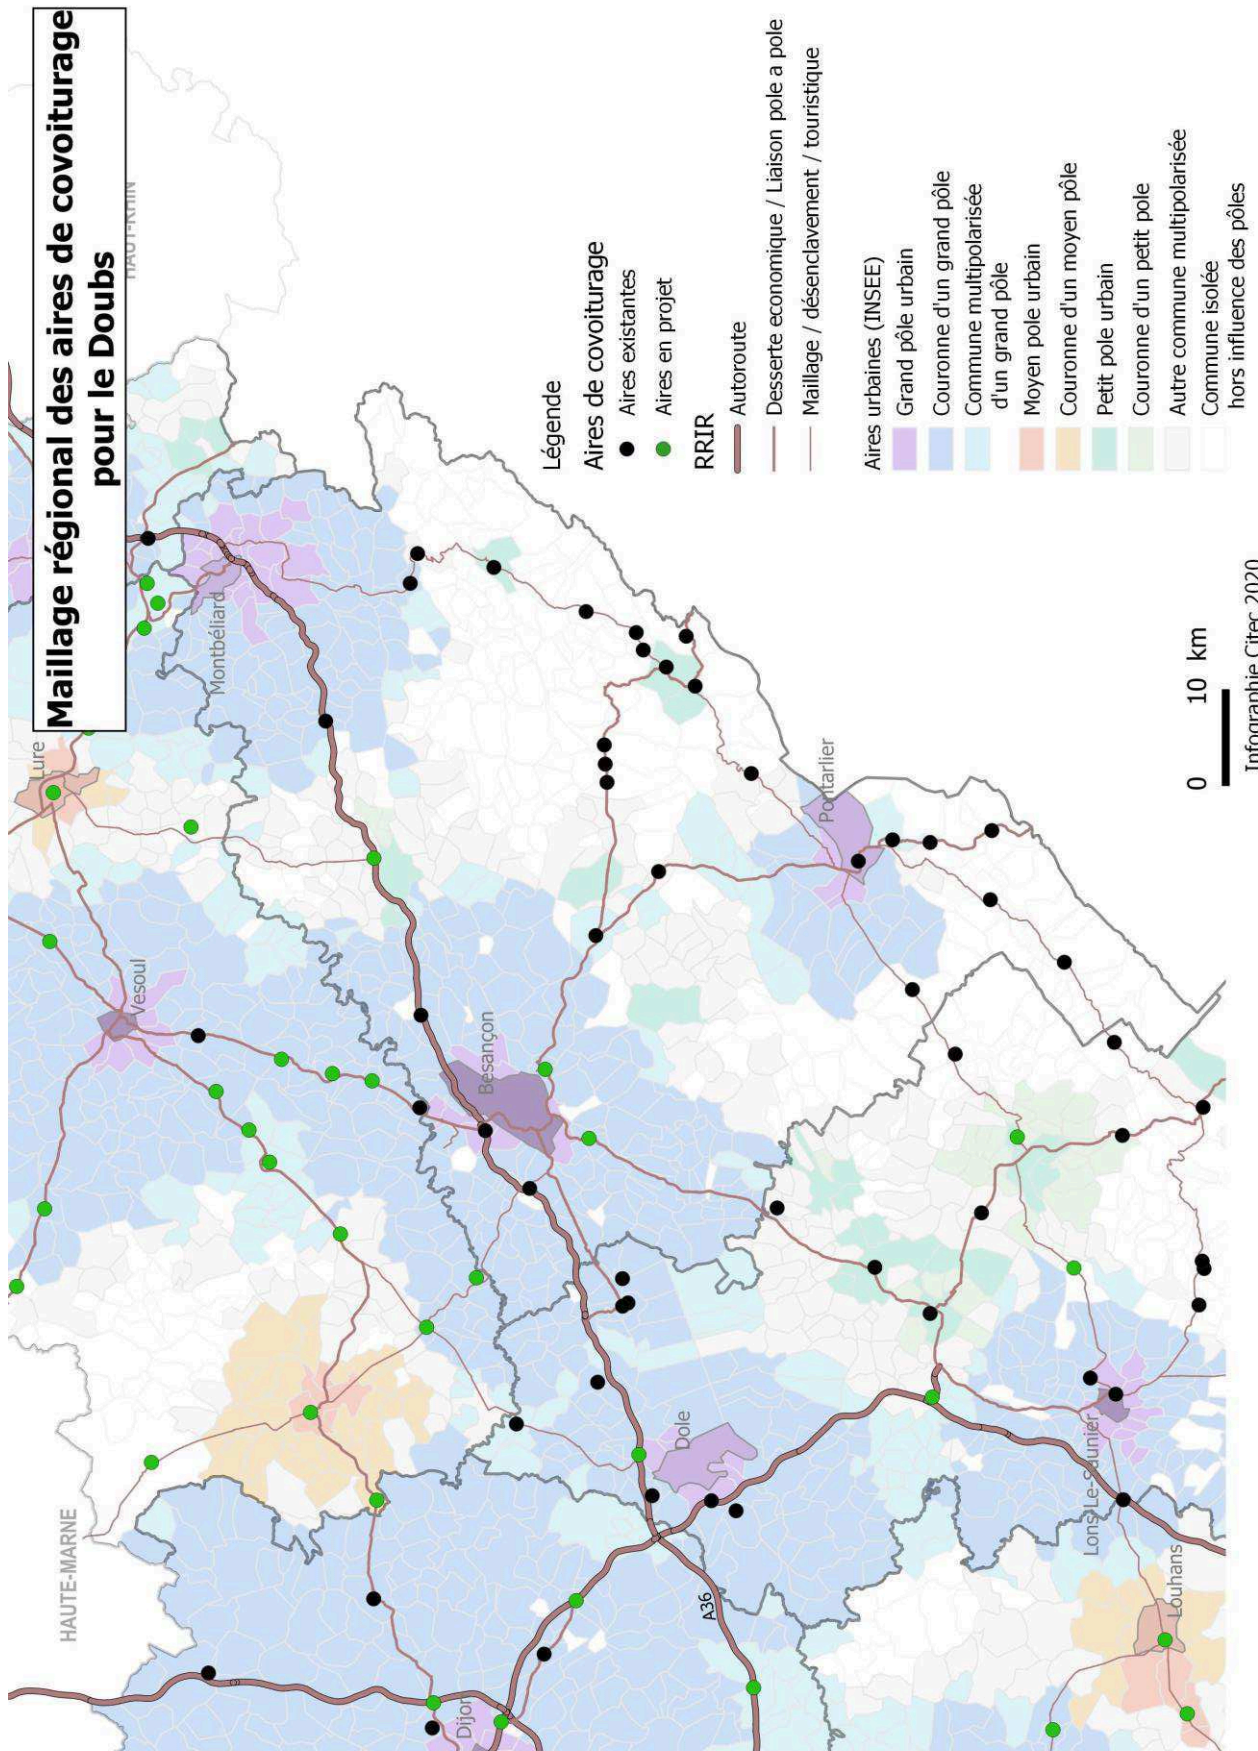 Maillage régional des aires de covoiturage
pour le Doubs
HAUT-RHIN
HAUTE-MARNE
Lure
Montbéliard
Vesoul
Besançon
Pontarlier
Dole
Dijon
A36
Lons-Le-Saunier
Louhans
Légende
Aires de covoiturage
Aires existantes
Aires en projet
RRIR
Autoroute
Desserte economique / Liaison pole a pole
Maillage / désenclavement / touristique
Aires urbaines (INSEE)
Grand pôle urbain
Couronne d'un grand pôle
Commune multipolarisée
d'un grand pôle
Moyen pole urbain
Couronne d'un moyen pôle
Petit pole urbain
Couronne d'un petit pole
Autre commune multipolarisée
Commune isolée
hors influence des pôles
0 10 km
Infographie Citec 2020